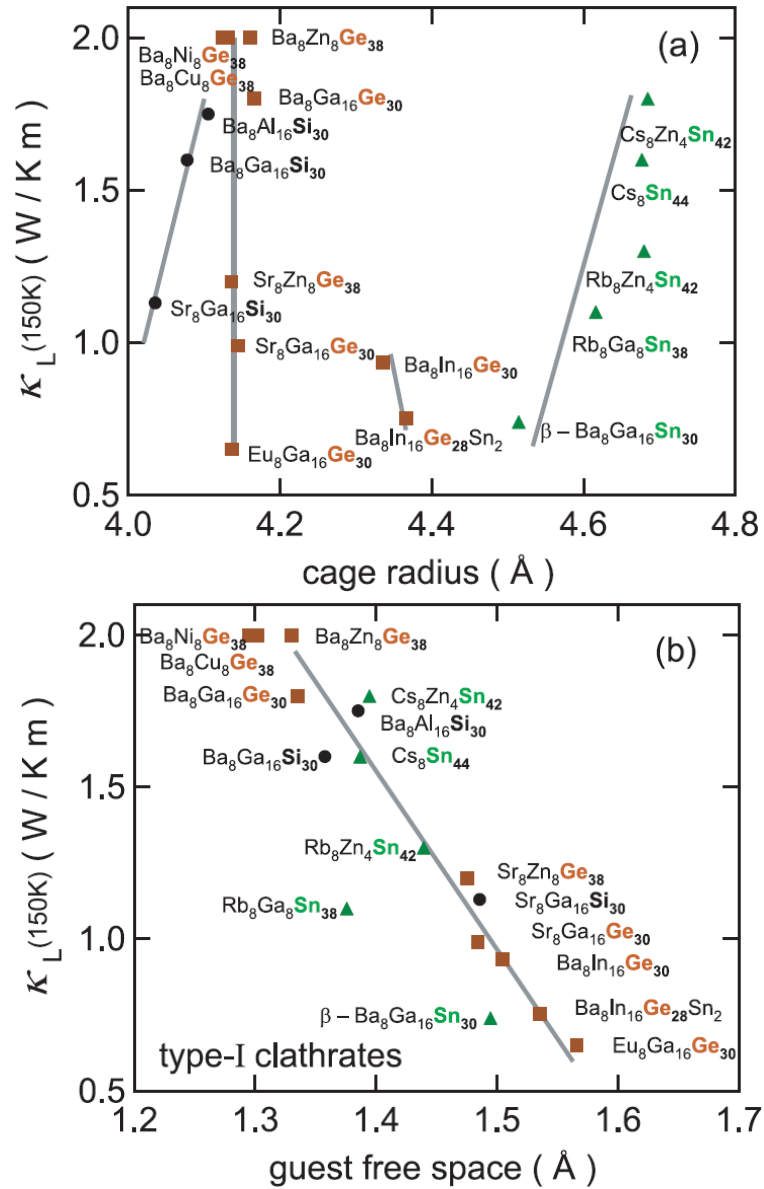 (a)
κL(150K) ( W / K m )
2.0
1.5
1.0
0.5
Ba₈Ni₈Ge₃₈
Ba₈Cu₈Ge₃₈
Ba₈Zn₈Ge₃₈
Ba₈Ga₁₆Ge₃₀
Ba₈Al₁₆Si₃₀
Ba₈Ga₁₆Si₃₀
Sr₈Zn₈Ge₃₈
Sr₈Ga₁₆Si₃₀
Sr₈Ga₁₆Ge₃₀
Eu₈Ga₁₆Ge₃₀
Ba₈In₁₆Ge₃₀
Ba₈In₁₆Ge₂₈Sn₂
Cs₈Zn₄Sn₄₂
Cs₈Sn₄₄
Rb₈Zn₄Sn₄₂
Rb₈Ga₈Sn₃₈
β – Ba₈Ga₁₆Sn₃₀
4.0 4.2 4.4 4.6 4.8
cage radius ( Å )
(b)
κL(150K) ( W / K m )
2.0
1.5
1.0
0.5
Ba₈Ni₈Ge₃₈
Ba₈Cu₈Ge₃₈
Ba₈Zn₈Ge₃₈
Ba₈Ga₁₆Ge₃₀
Cs₈Zn₄Sn₄₂
Ba₈Al₁₆Si₃₀
Ba₈Ga₁₆Si₃₀
Cs₈Sn₄₄
Rb₈Zn₄Sn₄₂
Sr₈Zn₈Ge₃₈
Rb₈Ga₈Sn₃₈
Sr₈Ga₁₆Si₃₀
Sr₈Ga₁₆Ge₃₀
Ba₈In₁₆Ge₃₀
β – Ba₈Ga₁₆Sn₃₀
Ba₈In₁₆Ge₂₈Sn₂
Eu₈Ga₁₆Ge₃₀
type-I clathrates
1.2 1.3 1.4 1.5 1.6 1.7
guest free space ( Å )